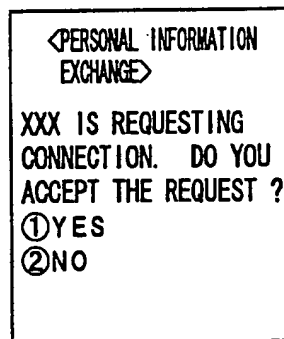 <PERSONAL INFORMATION
EXCHANGE>
XXX IS REQUESTING
CONNECTION. DO YOU
ACCEPT THE REQUEST ?
①YES
②NO